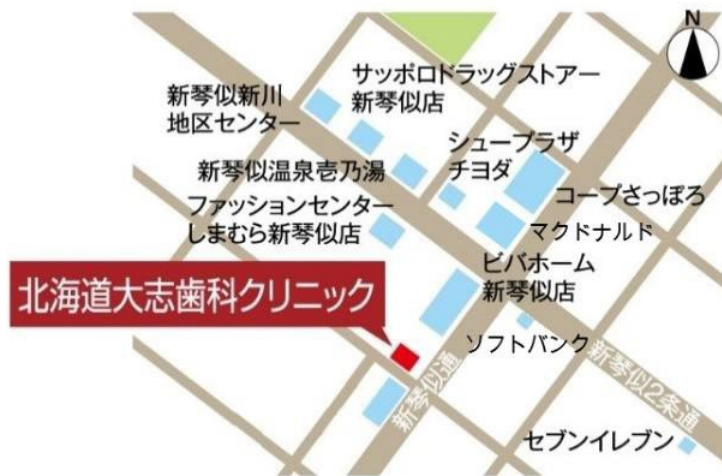 N
サッポロドラッグストアー
新琴似店
新琴似新川
地区センター
シュープラザ
チヨダ
新琴似温泉壱乃湯
コープさっぽろ
ファッションセンター
しまむら新琴似店
マクドナルド
ビバホーム
新琴似店
北海道大志歯科クリニック
ソフトバンク
新琴似通
新琴似2条通
セブンイレブン